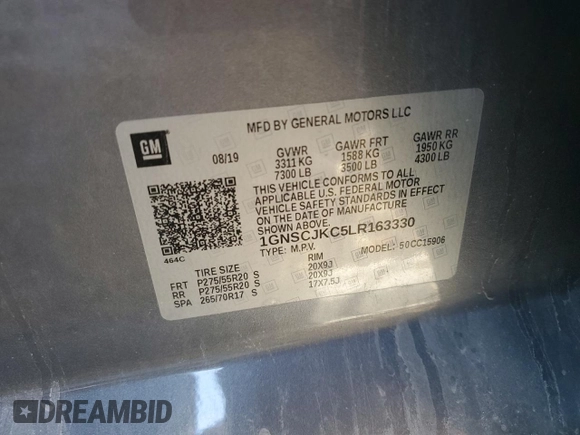 MFD BY GENERAL MOTORS LLC
GM
08/19 GVWR GAWR FRT GAWR RR
3311 KG 1588 KG 1950 KG
7300 LB 3500 LB 4300 LB
THIS VEHICLE CONFORMS TO ALL
APPLICABLE U.S. FEDERAL MOTOR
VEHICLE SAFETY STANDARDS IN EFFECT
ON THE DATE OF MANUFACTURE SHOWN ABOVE.
1GNSCJKC5LR163330
464C TYPE: M.P.V. MODEL: 50CC15906
TIRE SIZE RIM
FRT P275/55R20 S 20X9J
RR P275/55R20 S 20X9J
SPA 265/70R17 S 17X7.5J
DREAMBID